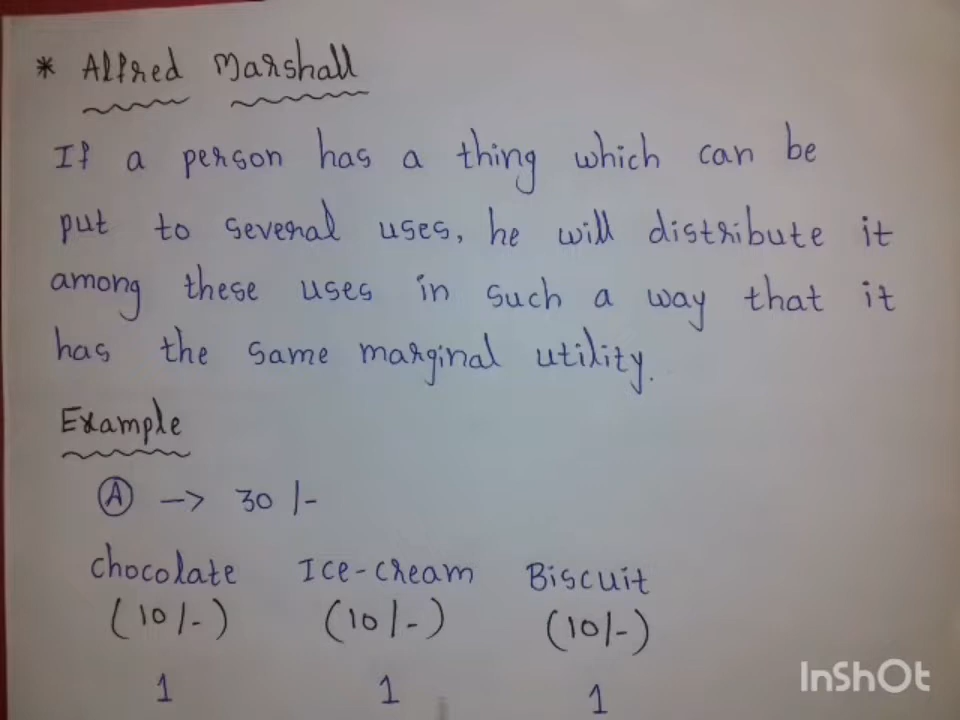 * Alfred Marshall
If a person has a thing which can be
put to several uses, he will distribute it
among these uses in such a way that it
has the same marginal utility.
Example
A -> 30/-
chocolate Ice-cream Biscuit
(10/-) (10/-) (10/-)
1 1 1
InShOt